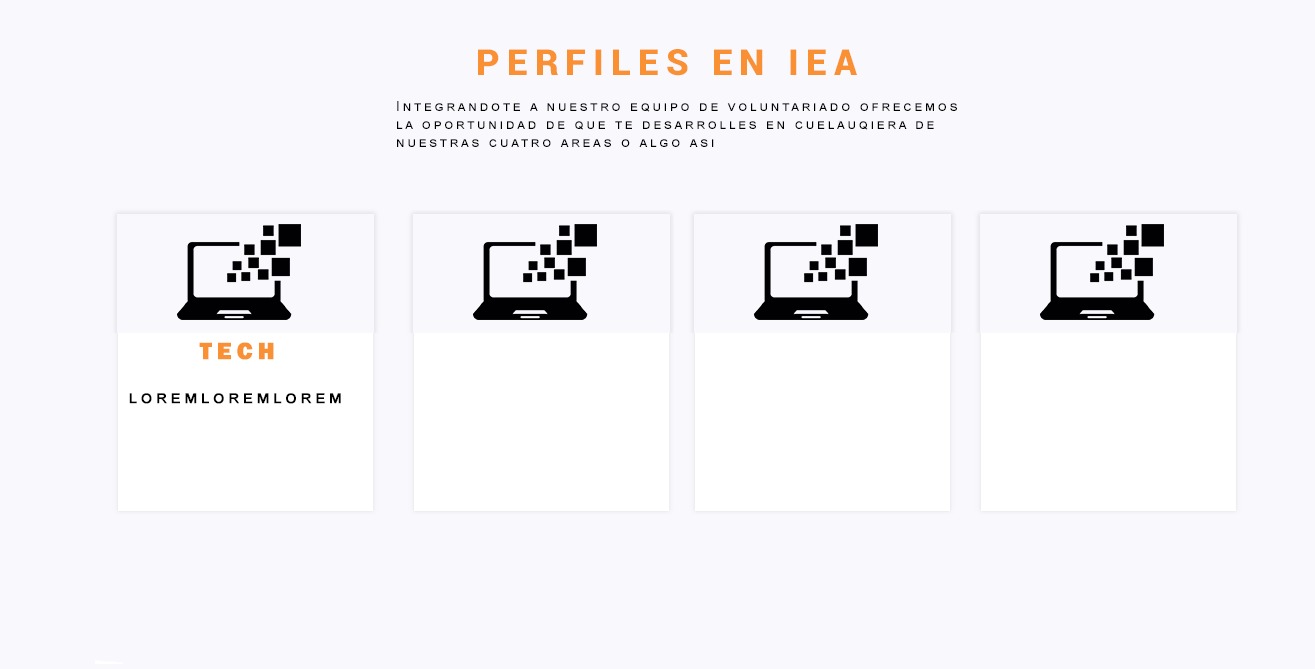 PERFILES EN IEA
INTEGRANDOTE A NUESTRO EQUIPO DE VOLUNTARIADO OFRECEMOS
LA OPORTUNIDAD DE QUE TE DESARROLLES EN CUELAUQIERA DE
NUESTRAS CUATRO AREAS O ALGO ASI
TECH
LOREMLOREMLOREM